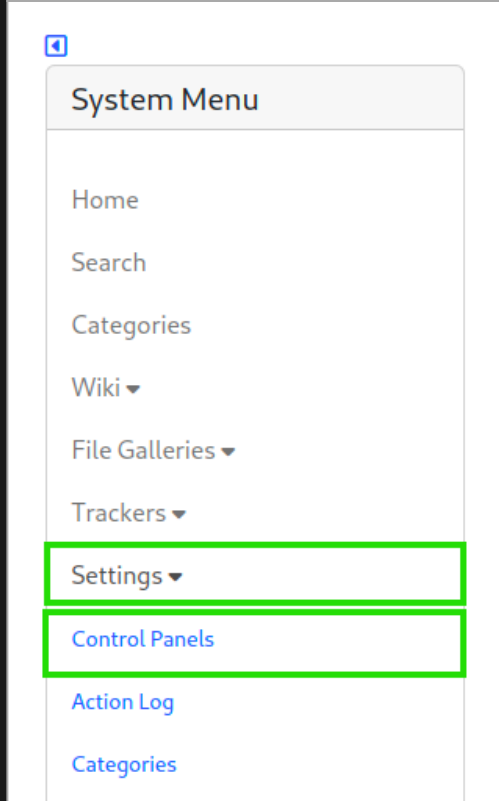 System Menu
Home
Search
Categories
Wiki
File Galleries
Trackers
Settings
Control Panels
Action Log
Categories